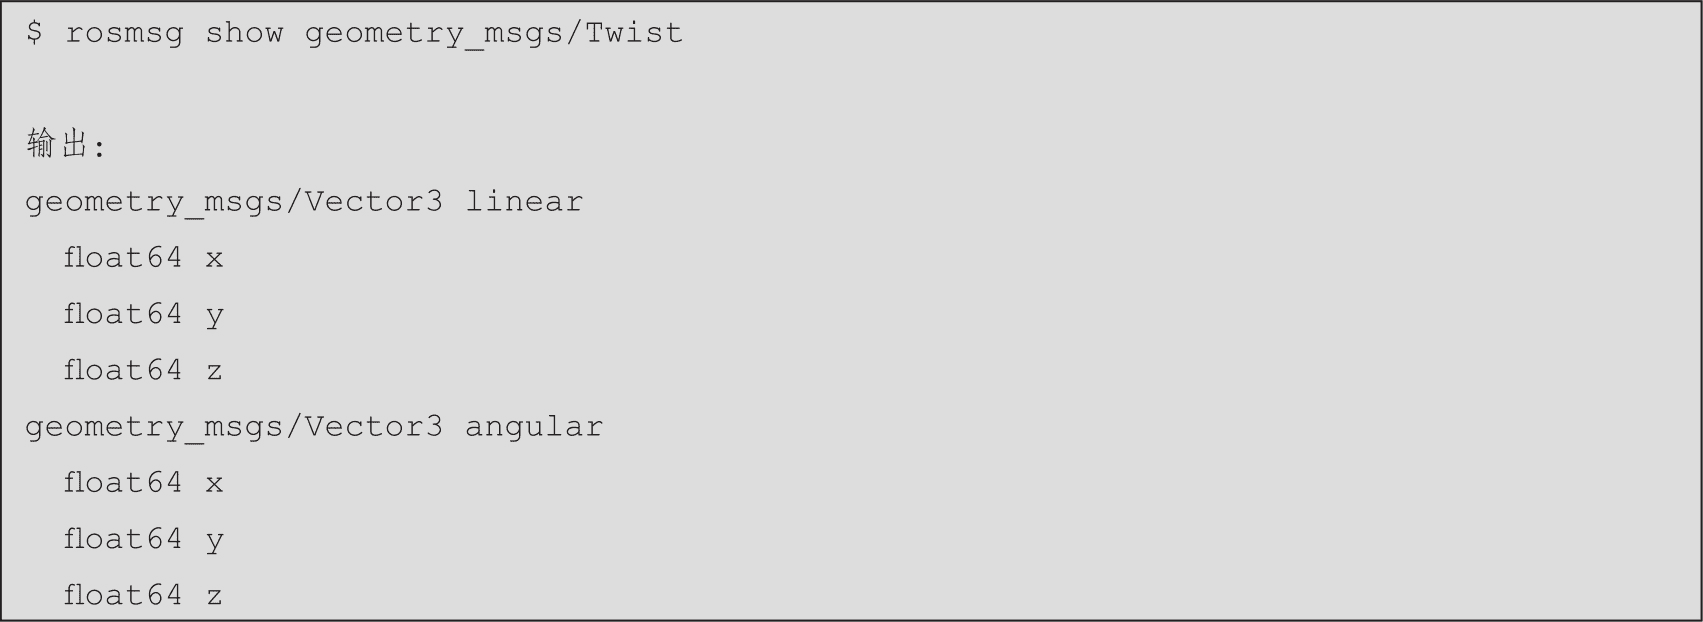 $ rosmsg show geometry_msgs/Twist
输出：
geometry_msgs/Vector3 linear
  float64 x
  float64 y
  float64 z
geometry_msgs/Vector3 angular
  float64 x
  float64 y
  float64 z